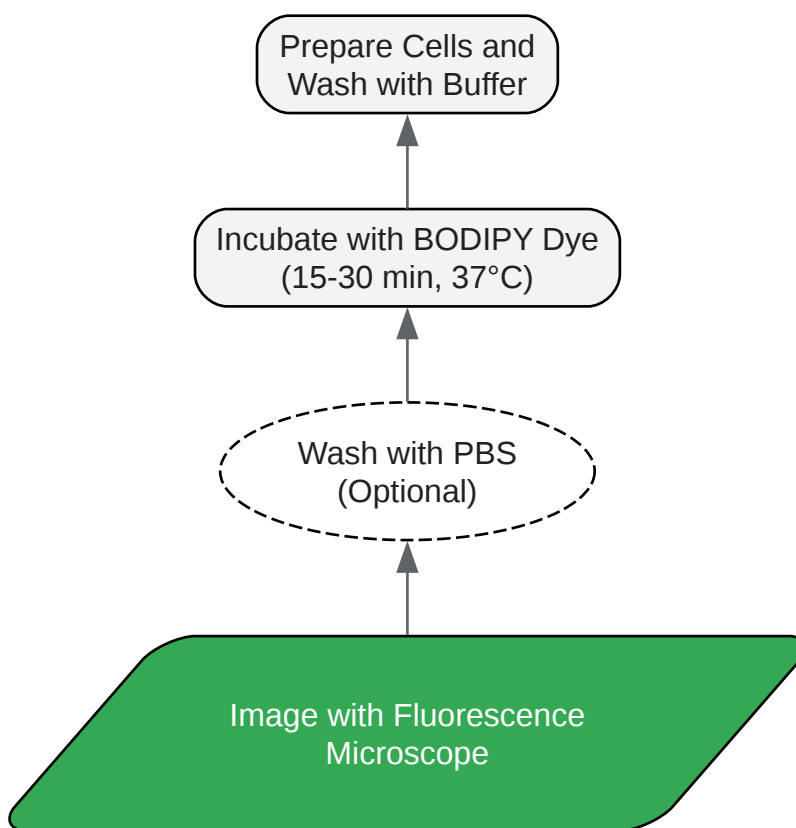 Prepare Cells and
Wash with Buffer
Incubate with BODIPY Dye
(15-30 min, 37°C)
Wash with PBS
(Optional)
Image with Fluorescence
Microscope